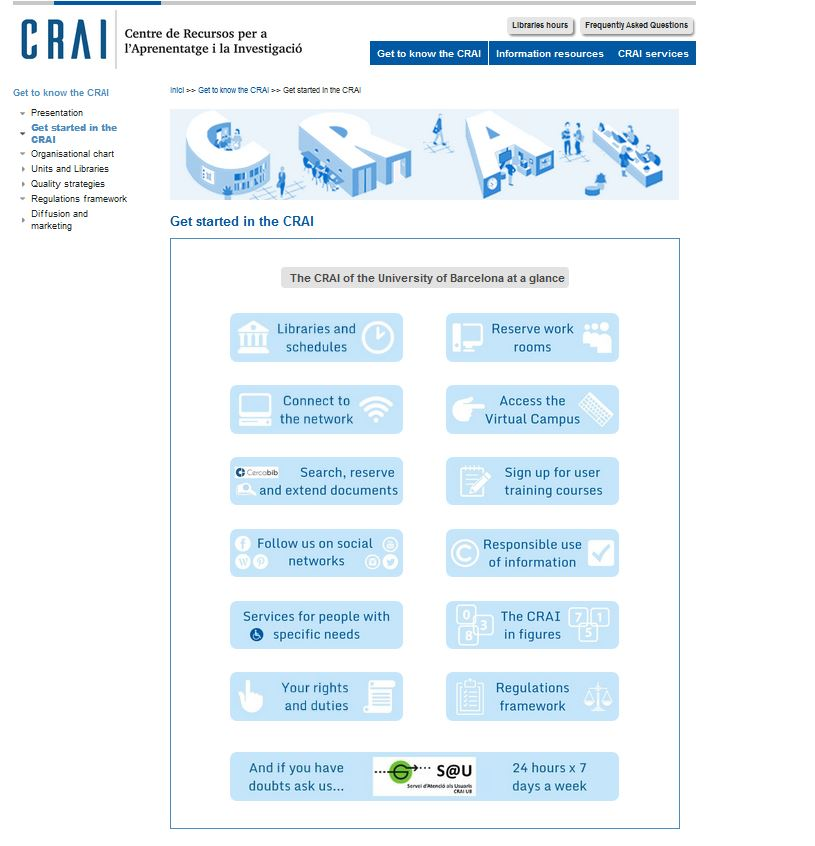 CRAI
Centre de Recursos per a
l'Aprenentatge i la Investigació
Libraries hours
Frequently Asked Questions
Get to know the CRAI
Information resources
CRAI services
Get to know the CRAI
Presentation
Get started in the
CRAI
Organisational chart
Units and Libraries
Quality strategies
Regulations framework
Diffusion and
marketing
Inici >> Get to know the CRAI >> Get started in the CRAI
CRAI
Get started in the CRAI
The CRAI of the University of Barcelona at a glance
Libraries and
schedules
Reserve work
rooms
Connect to
the network
Access the
Virtual Campus
Cercabib
Search, reserve
and extend documents
Sign up for user
training courses
Follow us on social
networks
Responsible use
of information
Services for people with
specific needs
0 3 8
The CRAI
in figures
7 1 5
Your rights
and duties
Regulations
framework
And if you have
doubts ask us...
S@U
Servei d'Atenció als Usuaris
CRAI UB
24 hours x 7
days a week